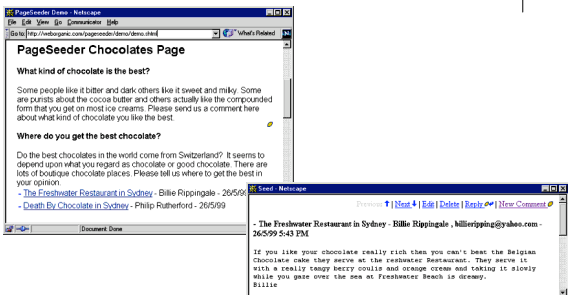 PageSeeder Demo - Netscape
File Edit View Go Communicator Help
Go to: http://weborganic.com/pageseeder/demo/demo.shtml What's Related
PageSeeder Chocolates Page
What kind of chocolate is the best?
Some people like it bitter and dark others like it sweet and milky. Some
are purists about the cocoa butter and others actually like the compounded
form that you get on most ice creams. Please send us a comment here
about what kind of chocolate you like the best.
Where do you get the best chocolate?
Do the best chocolates in the world come from Switzerland? It seems to
depend upon what you regard as chocolate or good chocolate. There are
lots of boutique chocolate places. Please tell us where to get the best in
your opinion.
- The Freshwater Restaurant in Sydney - Billie Rippingale - 26/5/99
- Death By Chocolate in Sydney - Philip Rutherford - 26/5/99
Document: Done
Seed - Netscape
Previous | Next | Edit | Delete | Reply | New Comment
- The Freshwater Restaurant in Sydney - Billie Rippingale , billieripping@yahoo.com -
26/5/99 5:43 PM
If you like your chocolate really rich then you can't beat the Belgian
Chocolate cake they serve at the reshwater Restaurant. They serve it
with a really tangy berry coulis and orange cream and taking it slowly
while you gaze over the sea at Freshwater Beach is dreamy.
Billie